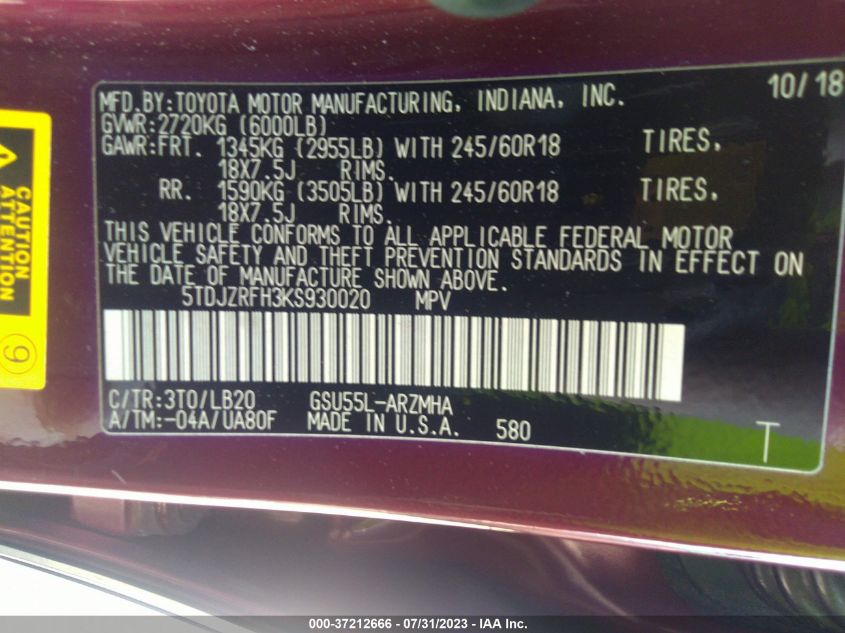 MFD.BY:TOYOTA MOTOR MANUFACTURING, INDIANA, INC. 10/18
GVWR:2720KG (6000LB)
GAWR:FRT. 1345KG (2955LB) WITH 245/60R18 TIRES,
18X7.5J RIMS.
RR. 1590KG (3505LB) WITH 245/60R18 TIRES,
18X7.5J RIMS.
THIS VEHICLE CONFORMS TO ALL APPLICABLE FEDERAL MOTOR
VEHICLE SAFETY AND THEFT PREVENTION STANDARDS IN EFFECT ON
THE DATE OF MANUFACTURE SHOWN ABOVE.
5TDJZRFH3KS930020 MPV
C/TR:3T0/LB20 GSU55L-ARZMHA
A/TM:-04A/UA80F MADE IN U.S.A. 580
T
CAUTION
ATTENTION
9
000-37212666 - 07/31/2023 - IAA Inc.